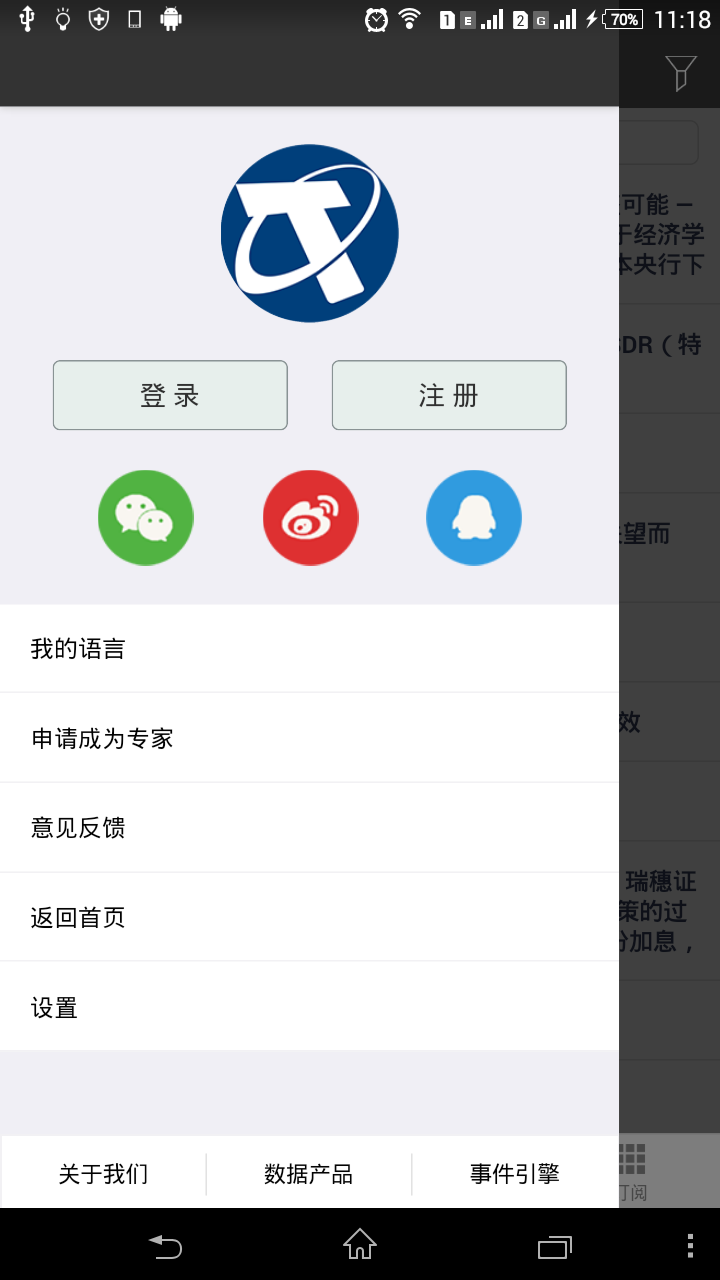 1 E 2 G 70% 11:18
可能 —
于经济学
本央行下
登 录
注 册
SDR（特
望而
我的语言
效
申请成为专家
意见反馈
瑞穗证
返回首页
策的过
份加息，
设置
关于我们
数据产品
事件引擎
订阅